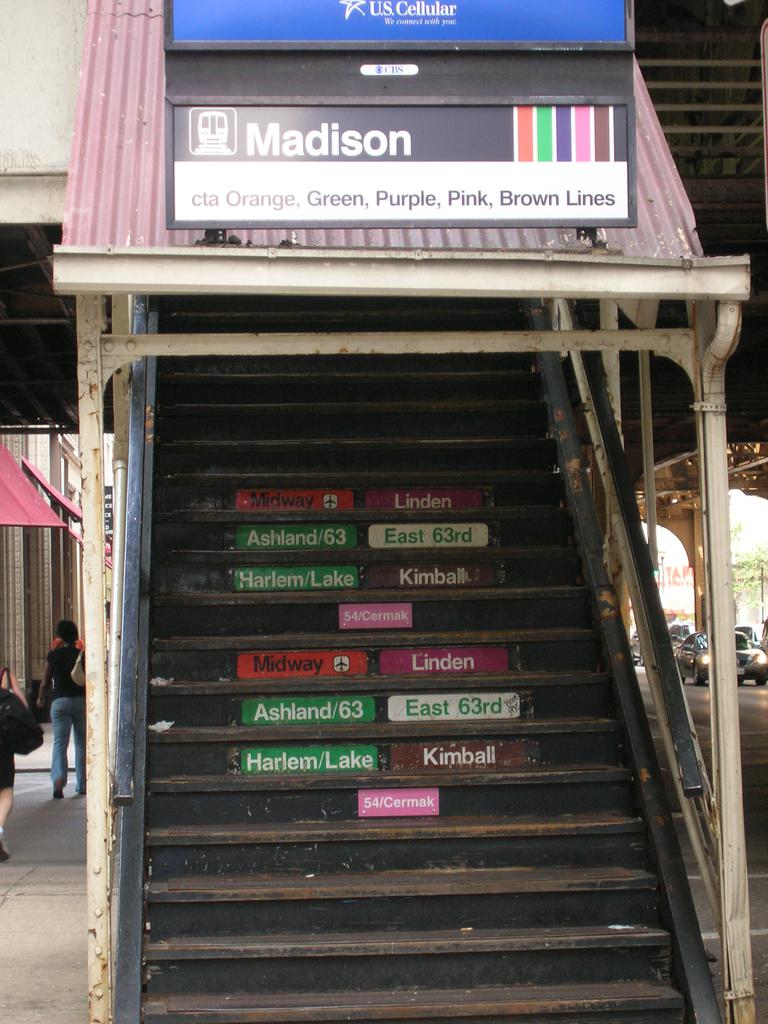 U.S. Cellular
We connect with you.
CBS
Madison
cta Orange, Green, Purple, Pink, Brown Lines
Midway Linden
Ashland/63 East 63rd
Harlem/Lake Kimball
54/Cermak
Midway Linden
Ashland/63 East 63rd
Harlem/Lake Kimball
54/Cermak